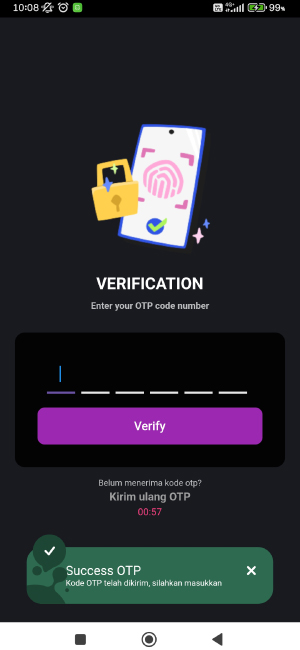 10:08
4G+
99%
VERIFICATION
Enter your OTP code number
Verify
Belum menerima kode otp?
Kirim ulang OTP
00:57
Success OTP
Kode OTP telah dikirim, silahkan masukkan